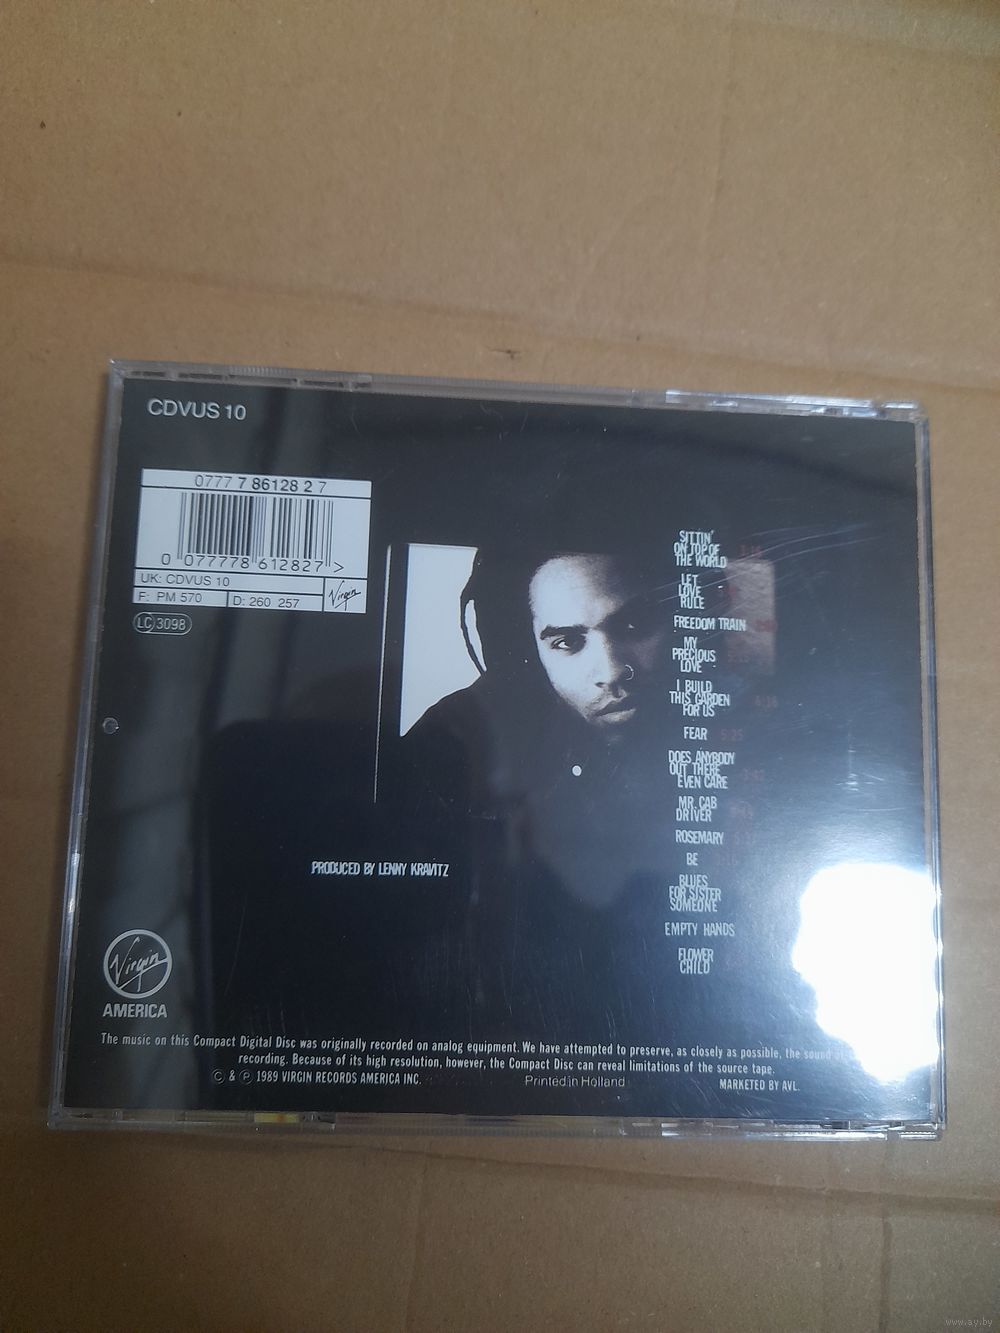 CDVUS 10
0777 7 86128 2 7
0 077778 612827 >
UK: CDVUS 10
F: PM 570
D: 260 257
Virgin
LC 3098
SITTIN'
ON TOP OF
THE WORLD
LET
LOVE
RULE
FREEDOM TRAIN
MY
PRECIOUS
LOVE
I BUILD
THIS GARDEN
FOR US 6:16
FEAR 5:25
DOES ANYBODY
OUT THERE
EVEN CARE
MR. CAB
DRIVER
ROSEMARY
BE
BLUES
FOR SISTER
SOMEONE
EMPTY HANDS
FLOWER
CHILD
PRODUCED BY LENNY KRAVITZ
Virgin
AMERICA
The music on this Compact Digital Disc was originally recorded on analog equipment. We have attempted to preserve, as closely as possible, the sound
recording. Because of its high resolution, however, the Compact Disc can reveal limitations of the source tape.
© & ℗ 1989 VIRGIN RECORDS AMERICA INC.
Printed in Holland
MARKETED BY AVL.
www.ay.by